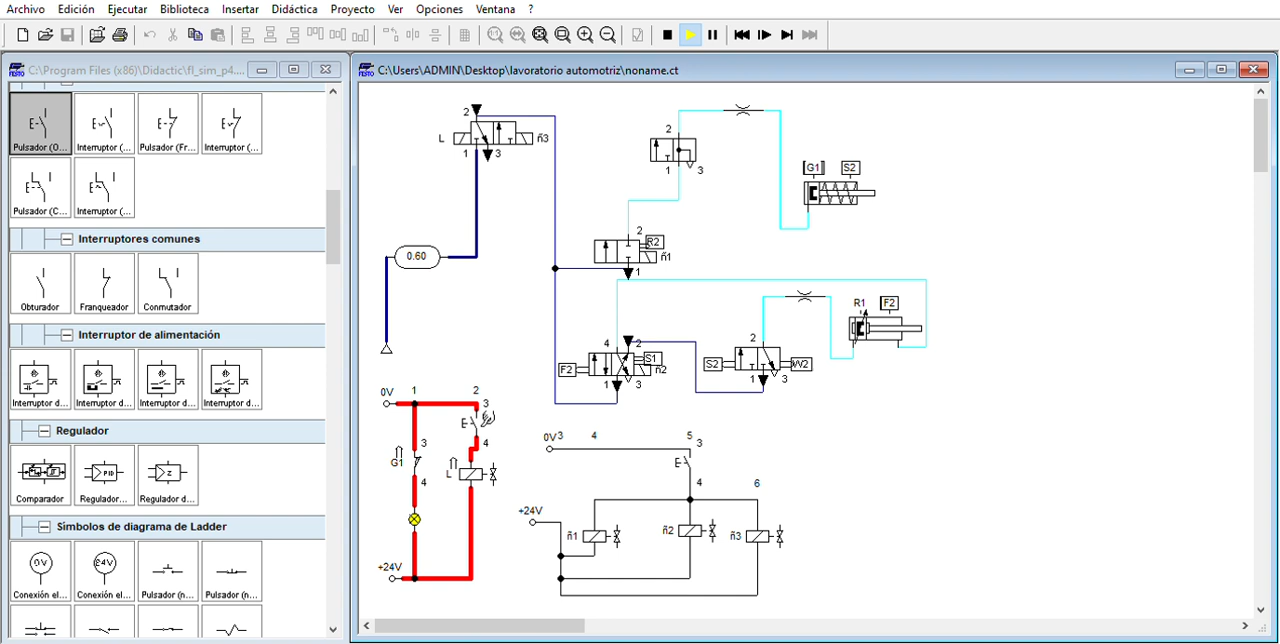 Archivo Edición Ejecutar Biblioteca Insertar Didáctica Proyecto Ver Opciones Ventana ?
FESTO C:\Program Files (x86)\Didactic\fl_sim_p4....
Pulsador (O... Interruptor (... Pulsador (Fr... Interruptor (...
Pulsador (C... Interruptor (...
Interruptores comunes
Obturador Franqueador Conmutador
Interruptor de alimentación
Interruptor d... Interruptor d... Interruptor d... Interruptor d...
Regulador
Comparador Regulador... Regulador d...
PID
Símbolos de diagrama de Ladder
0V 24V
Conexión el... Conexión el... Pulsador (n... Pulsador (n...
FESTO C:\Users\ADMIN\Desktop\lavoratorio automotriz\noname.ct
2
L ñ3
1 3
2
1 3
G1 S2
2
R2
ñ1
1
0.60
R1 F2
4 2
S1
F2 ñ2
1 3
2
S2 W2
1 3
0V 1 2
3
4
3
G1
4
L
+24V
0V 3 4 5
3
4 6
+24V
ñ1 ñ2 ñ3